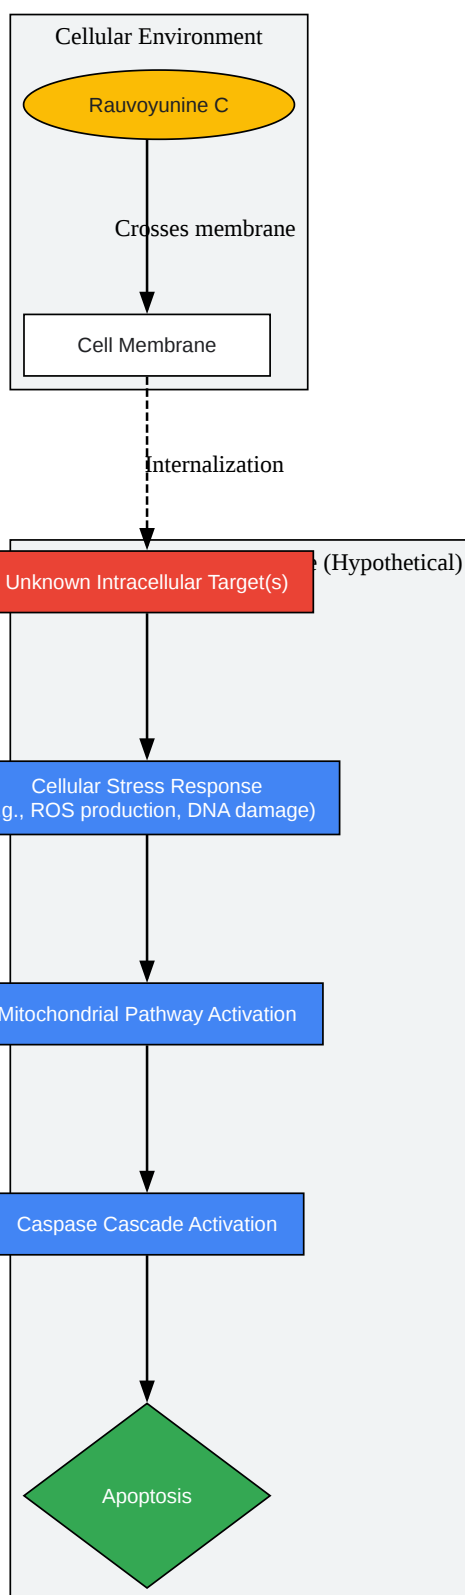 Cellular Environment
Rauvoyunine C
Crosses membrane
Cell Membrane
Internalization
(Hypothetical)
Unknown Intracellular Target(s)
Cellular Stress Response
g., ROS production, DNA damage)
Mitochondrial Pathway Activation
Caspase Cascade Activation
Apoptosis